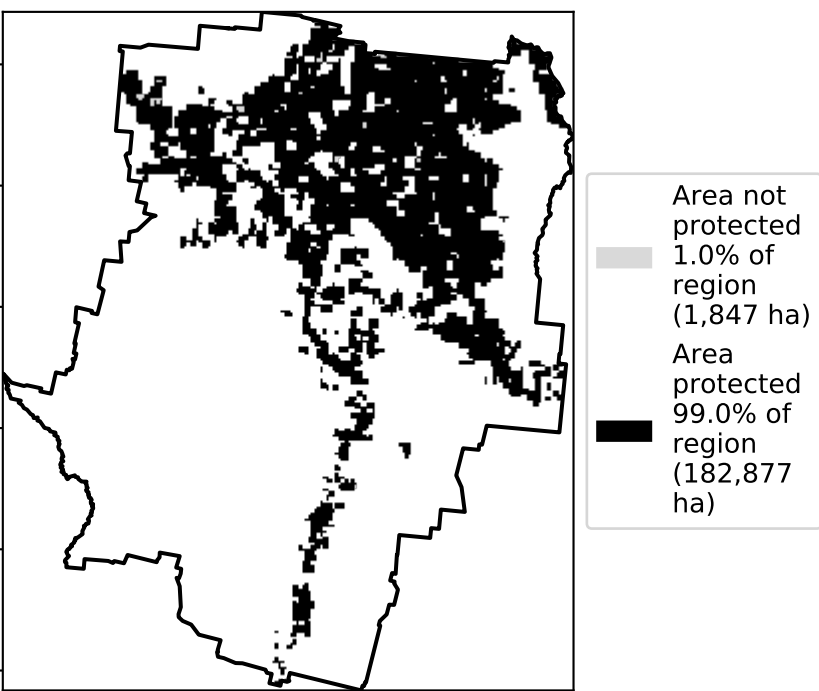 Area not
protected
1.0% of
region
(1,847 ha)
Area
protected
99.0% of
region
(182,877
ha)